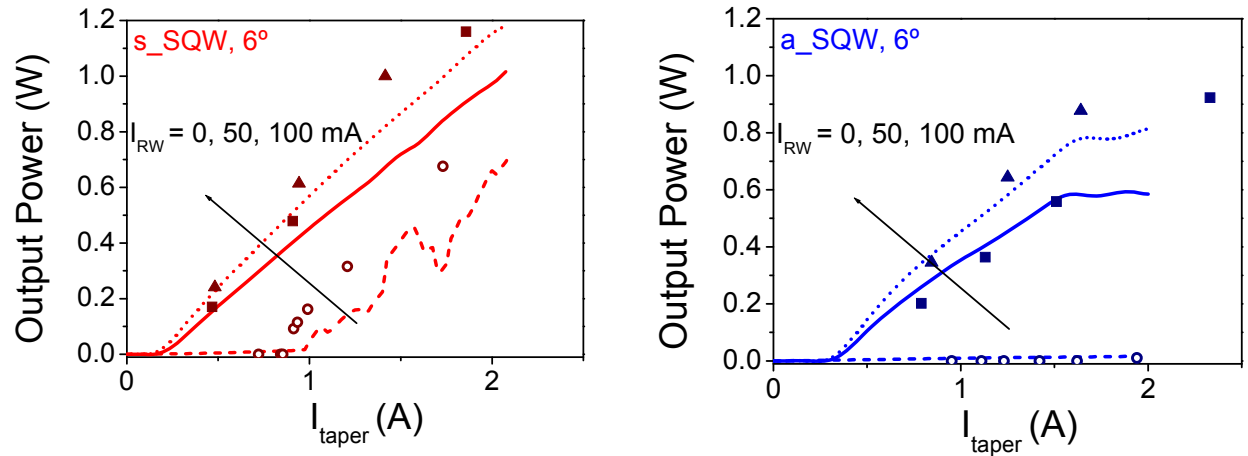 s_SQW, 6º
I_RW = 0, 50, 100 mA
Output Power (W)
1.2
1.0
0.8
0.6
0.4
0.2
0.0
0 1 2
I_taper (A)
a_SQW, 6º
I_RW = 0, 50, 100 mA
Output Power (W)
1.2
1.0
0.8
0.6
0.4
0.2
0.0
0 1 2
I_taper (A)